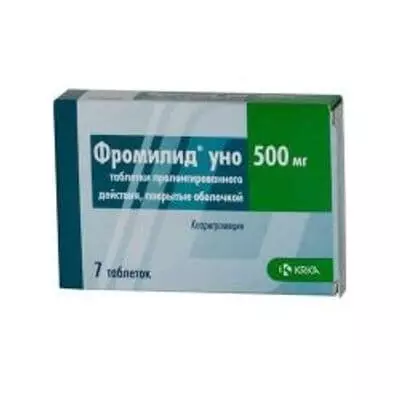 Фромилид® уно 500 мг
таблетки пролонгированного
действия, покрытые оболочкой
Кларитромицин
7 таблеток
KRKA